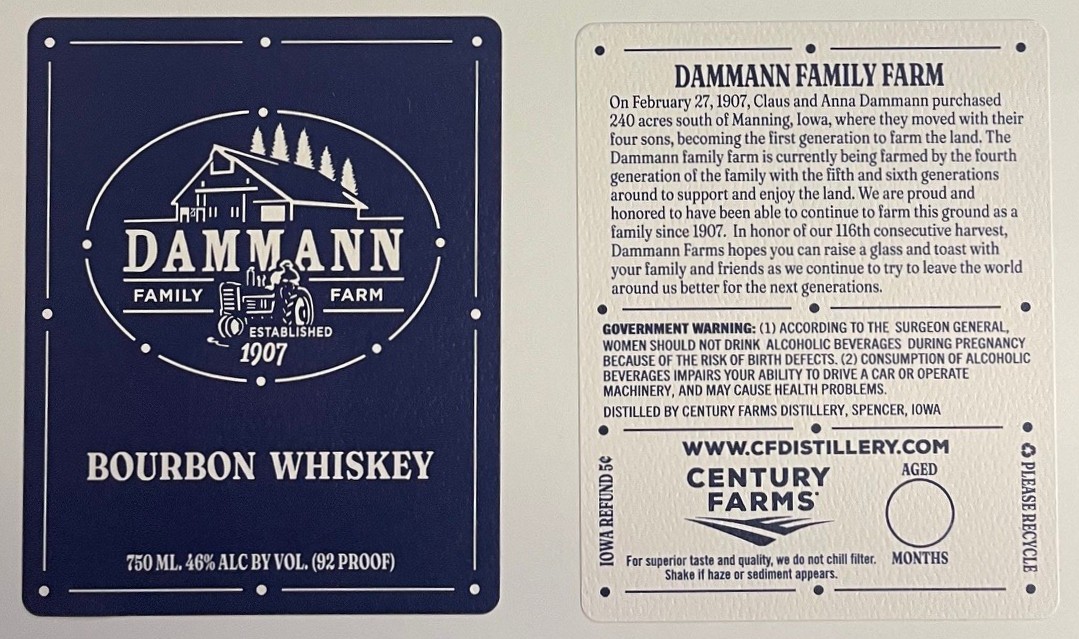 DAMMANN
FAMILY FARM
ESTABLISHED
1907
BOURBON WHISKEY
750 ML. 46% ALC BY VOL. (92 PROOF)
DAMMANN FAMILY FARM
On February 27, 1907, Claus and Anna Dammann purchased
240 acres south of Manning, Iowa, where they moved with their
four sons, becoming the first generation to farm the land. The
Dammann family farm is currently being farmed by the fourth
generation of the family with the fifth and sixth generations
around to support and enjoy the land. We are proud and
honored to have been able to continue to farm this ground as a
family since 1907. In honor of our 116th consecutive harvest,
Dammann Farms hopes you can raise a glass and toast with
your family and friends as we continue to try to leave the world
around us better for the next generations.
GOVERNMENT WARNING: (1) ACCORDING TO THE SURGEON GENERAL,
WOMEN SHOULD NOT DRINK ALCOHOLIC BEVERAGES DURING PREGNANCY
BECAUSE OF THE RISK OF BIRTH DEFECTS. (2) CONSUMPTION OF ALCOHOLIC
BEVERAGES IMPAIRS YOUR ABILITY TO DRIVE A CAR OR OPERATE
MACHINERY, AND MAY CAUSE HEALTH PROBLEMS.
DISTILLED BY CENTURY FARMS DISTILLERY, SPENCER, IOWA
WWW.CFDISTILLERY.COM
IOWA REFUND 5¢
CENTURY
FARMS
AGED
MONTHS
For superior taste and quality, we do not chill filter.
Shake if haze or sediment appears.
PLEASE RECYCLE